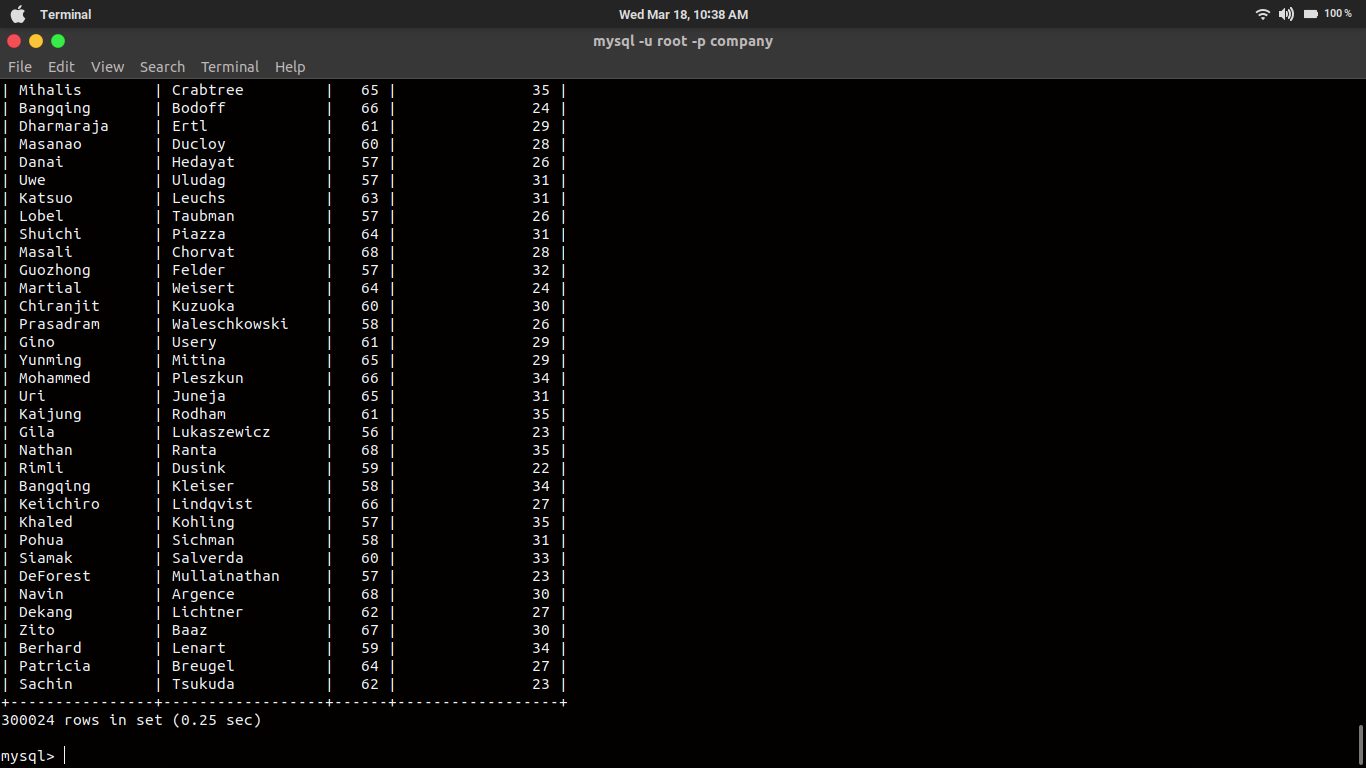 Terminal Wed Mar 18, 10:38 AM 100 %
mysql -u root -p company
File Edit View Search Terminal Help
| Mihalis        | Crabtree         |   65 |               35 |
| Bangqing       | Bodoff           |   66 |               24 |
| Dharmaraja     | Ertl             |   61 |               29 |
| Masanao        | Ducloy           |   60 |               28 |
| Danai          | Hedayat          |   57 |               26 |
| Uwe            | Uludag           |   57 |               31 |
| Katsuo         | Leuchs           |   63 |               31 |
| Lobel          | Taubman          |   57 |               26 |
| Shuichi        | Piazza           |   64 |               31 |
| Masali         | Chorvat          |   68 |               28 |
| Guozhong       | Felder           |   57 |               32 |
| Martial        | Weisert          |   64 |               24 |
| Chiranjit      | Kuzuoka          |   60 |               30 |
| Prasadram      | Waleschkowski    |   58 |               26 |
| Gino           | Usery            |   61 |               29 |
| Yunming        | Mitina           |   65 |               29 |
| Mohammed       | Pleszkun         |   66 |               34 |
| Uri            | Juneja           |   65 |               31 |
| Kaijung        | Rodham           |   61 |               35 |
| Gila           | Lukaszewicz      |   56 |               23 |
| Nathan         | Ranta            |   68 |               35 |
| Rimli          | Dusink           |   59 |               22 |
| Bangqing       | Kleiser          |   58 |               34 |
| Keiichiro      | Lindqvist        |   66 |               27 |
| Khaled         | Kohling          |   57 |               35 |
| Pohua          | Sichman          |   58 |               31 |
| Siamak         | Salverda         |   60 |               33 |
| DeForest       | Mullainathan     |   57 |               23 |
| Navin          | Argence          |   68 |               30 |
| Dekang         | Lichtner         |   62 |               27 |
| Zito           | Baaz             |   67 |               30 |
| Berhard        | Lenart           |   59 |               34 |
| Patricia       | Breugel          |   64 |               27 |
| Sachin         | Tsukuda          |   62 |               23 |
+----------------+------------------+------+------------------+
300024 rows in set (0.25 sec)
mysql>